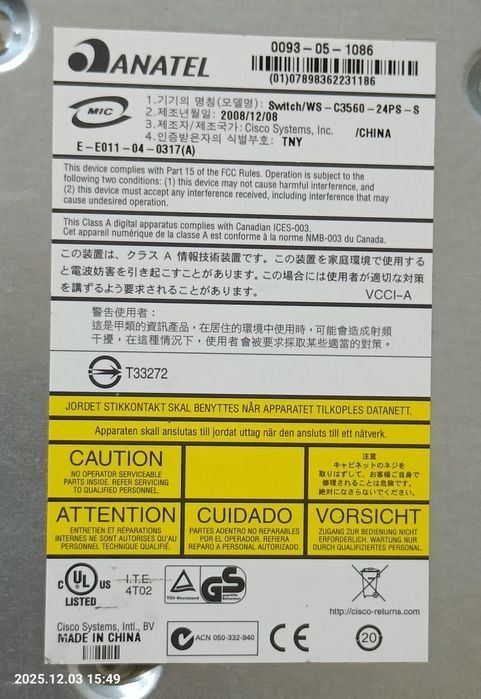 ANATEL
0093-05-1086
(01)07898362231186
MIC
1.기기의 명칭(모델명): Switch/WS-C3560-24PS-S
2.제조년월일: 2008/12/08
3.제조자/제조국가: Cisco Systems, Inc. /CHINA
4.인증받은자의 식별부호: TNY
E-E011-04-0317(A)
This device complies with Part 15 of the FCC Rules. Operation is subject to the
following two conditions: (1) this device may not cause harmful interference, and
(2) this device must accept any interference received, including interference that may
cause undesired operation.
This Class A digital apparatus complies with Canadian ICES-003.
Cet appareil numérique de la classe A est conforme à la norme NMB-003 du Canada.
この装置は、クラス A 情報技術装置です。この装置を家庭環境で使用する
と電波妨害を引き起こすことがあります。この場合には使用者が適切な対策
を講ずるよう要求されることがあります。 VCCI-A
警告使用者:
這是甲類的資訊產品,在居住的環境中使用時,可能會造成射頻
干擾,在這種情況下,使用者會被要求採取某些適當的對策。
T33272
JORDET STIKKONTAKT SKAL BENYTTES NÅR APPARATET TILKOPLES DATANETT.
Apparaten skall anslutas till jordat uttag när den ansluts till ett nätverk.
CAUTION
NO OPERATOR SERVICEABLE
PARTS INSIDE. REFER SERVICING
TO QUALIFIED PERSONNEL.
注意
キャビネットのネジを
取りはずして、お客様ご自身で
修理されることは危険です。
絶対になさらないでください。
ATTENTION
ENTRETIEN ET RÉPARATIONS
INTERNES NE SONT AUTORISÉS QU'AU
PERSONNEL TECHNIQUE QUALIFIÉ.
CUIDADO
PARTES ADENTRO NO REPARABLES
POR EL OPERADOR. REFIERA
REPARO A PERSONAL AUTORIZADO.
VORSICHT
ZUGANG ZUR BEDIENUNG NICHT
ERFORDERLICH. WARTUNG NUR
DURCH QUALIFIZIERTES PERSONAL.
c UL US
LISTED
I.T.E.
4T02
TÜV Rheinland
GS
http://cisco-returns.com
Cisco Systems, Intl., BV
MADE IN CHINA
ACN 050-332-940
CE
20
2025.12.03 15:49